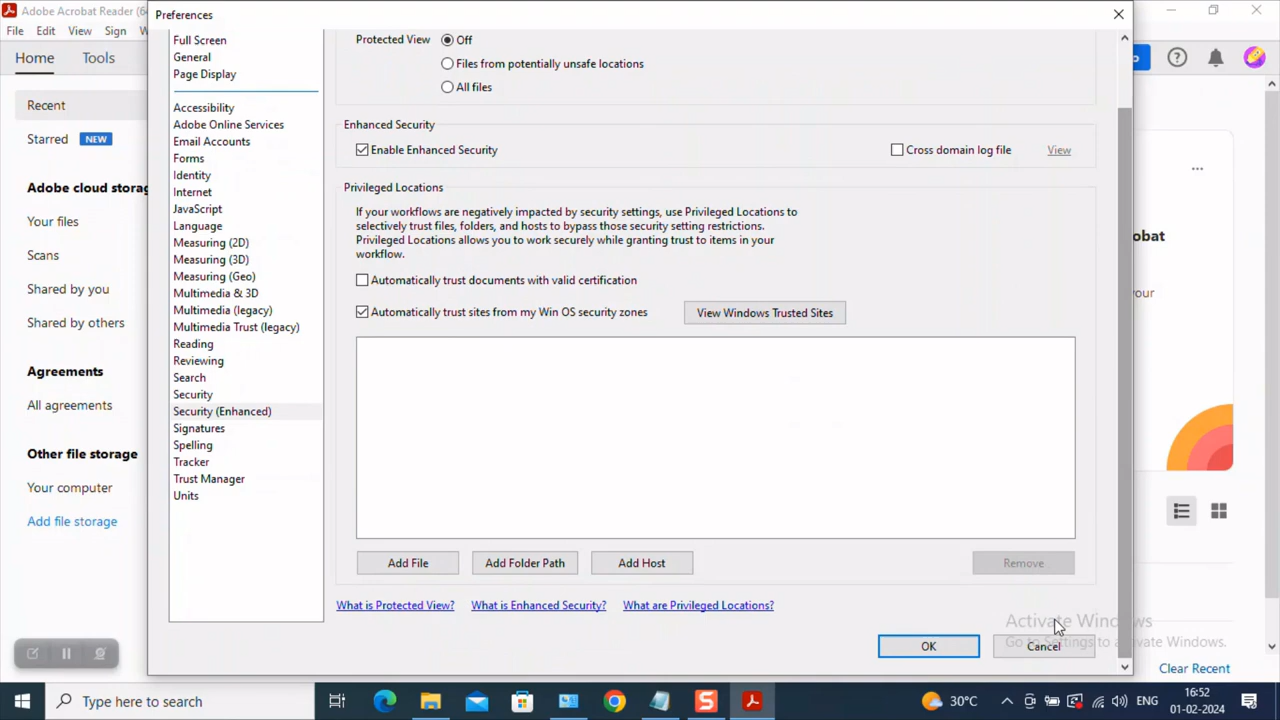 Adobe Acrobat Reader (64
Preferences
File Edit View Sign W
Home Tools
Recent
Starred NEW
Adobe cloud storag
Your files
Scans
Shared by you
Shared by others
Agreements
All agreements
Other file storage
Your computer
Add file storage
Full Screen
General
Page Display
Accessibility
Adobe Online Services
Email Accounts
Forms
Identity
Internet
JavaScript
Language
Measuring (2D)
Measuring (3D)
Measuring (Geo)
Multimedia & 3D
Multimedia (legacy)
Multimedia Trust (legacy)
Reading
Reviewing
Search
Security
Security (Enhanced)
Signatures
Spelling
Tracker
Trust Manager
Units
Protected View Off
Files from potentially unsafe locations
All files
Enhanced Security
Enable Enhanced Security Cross domain log file View
Privileged Locations
If your workflows are negatively impacted by security settings, use Privileged Locations to
selectively trust files, folders, and hosts to bypass those security setting restrictions.
Privileged Locations allows you to work securely while granting trust to items in your
workflow.
Automatically trust documents with valid certification
Automatically trust sites from my Win OS security zones View Windows Trusted Sites
Add File Add Folder Path Add Host Remove
What is Protected View? What is Enhanced Security? What are Privileged Locations?
OK Cancel
obat
your
Activate Windows
Go to Settings to activate Windows.
Clear Recent
Type here to search
30°C
ENG
16:52
01-02-2024